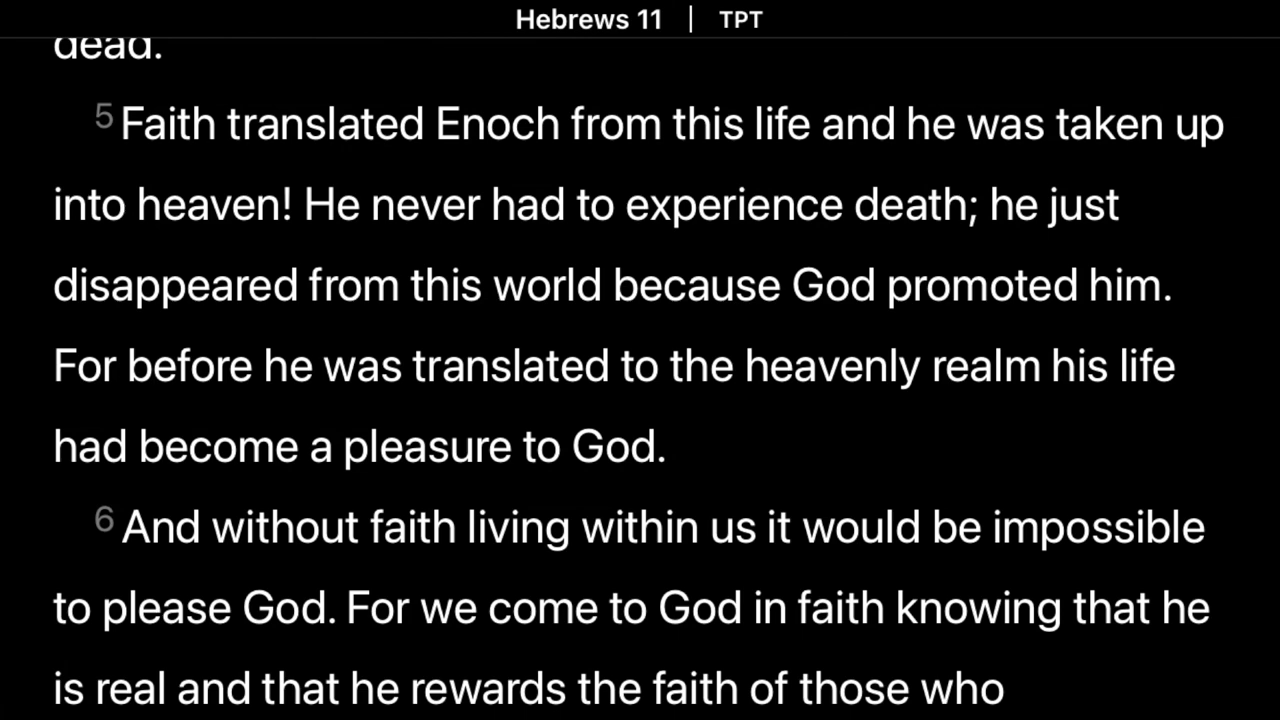 Hebrews 11 | TPT
dead.
5 Faith translated Enoch from this life and he was taken up
into heaven! He never had to experience death; he just
disappeared from this world because God promoted him.
For before he was translated to the heavenly realm his life
had become a pleasure to God.
6 And without faith living within us it would be impossible
to please God. For we come to God in faith knowing that he
is real and that he rewards the faith of those who